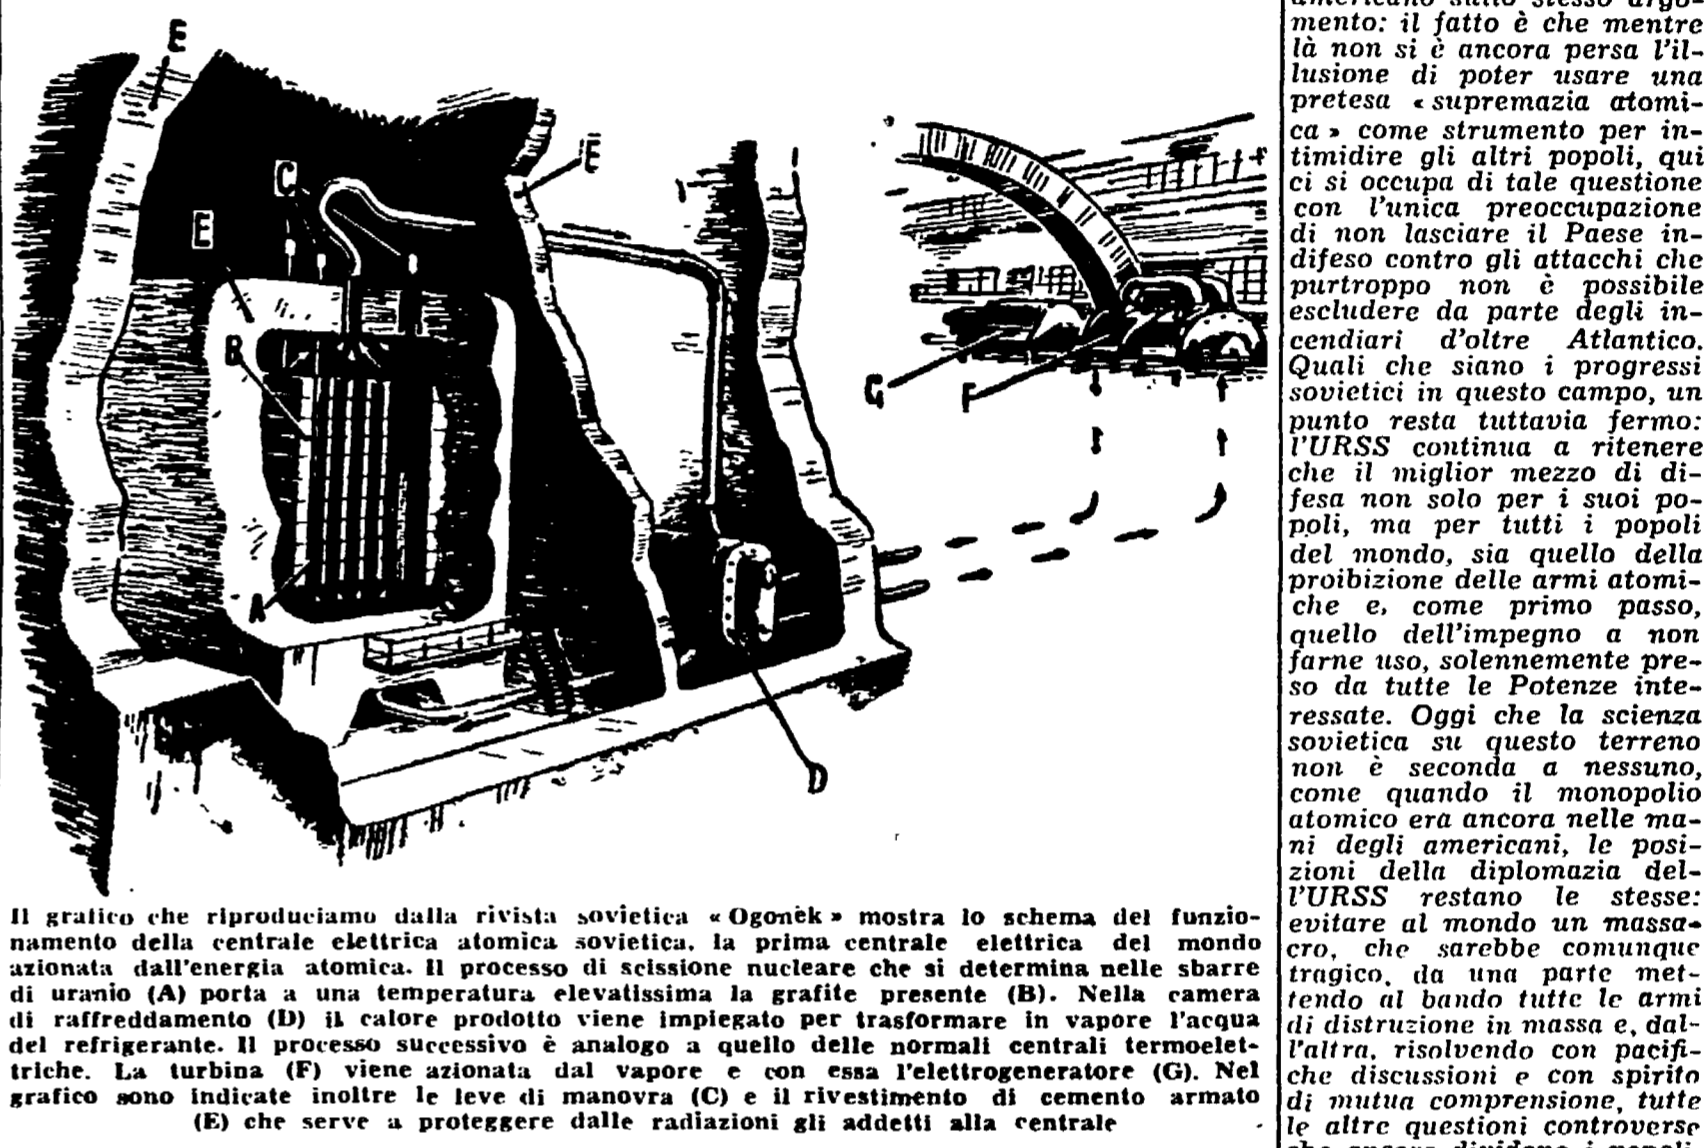 E
E
C
E
B
A
G
F
D
Il grafico che riproduciamo dalla rivista sovietica « Ogonèk » mostra lo schema del funzio-
namento della centrale elettrica atomica sovietica, la prima centrale elettrica del mondo
azionata dall'energia atomica. Il processo di scissione nucleare che si determina nelle sbarre
di uranio (A) porta a una temperatura elevatissima la grafite presente (B). Nella camera
di raffreddamento (D) il calore prodotto viene impiegato per trasformare in vapore l'acqua
del refrigerante. Il processo successivo è analogo a quello delle normali centrali termoelet-
triche. La turbina (F) viene azionata dal vapore e con essa l'elettrogeneratore (G). Nel
grafico sono indicate inoltre le leve di manovra (C) e il rivestimento di cemento armato
(E) che serve a proteggere dalle radiazioni gli addetti alla centrale
americano sullo stesso argo-
mento: il fatto è che mentre
là non si è ancora persa l'il-
lusione di poter usare una
pretesa « supremazia atomi-
ca » come strumento per in-
timidire gli altri popoli, qui
ci si occupa di tale questione
con l'unica preoccupazione
di non lasciare il Paese in-
difeso contro gli attacchi che
purtroppo non è possibile
escludere da parte degli in-
cendiari d'oltre Atlantico.
Quali che siano i progressi
sovietici in questo campo, un
punto resta tuttavia fermo:
l'URSS continua a ritenere
che il miglior mezzo di di-
fesa non solo per i suoi po-
poli, ma per tutti i popoli
del mondo, sia quello della
proibizione delle armi atomi-
che e, come primo passo,
quello dell'impegno a non
farne uso, solennemente pre-
so da tutte le Potenze inte-
ressate. Oggi che la scienza
sovietica su questo terreno
non è seconda a nessuno,
come quando il monopolio
atomico era ancora nelle ma-
ni degli americani, le posi-
zioni della diplomazia del-
l'URSS restano le stesse:
evitare al mondo un massa-
cro, che sarebbe comunque
tragico, da una parte met-
tendo al bando tutte le armi
di distruzione in massa e, dal-
l'altra, risolvendo con pacifi-
che discussioni e con spirito
di mutua comprensione, tutte
le altre questioni controverse